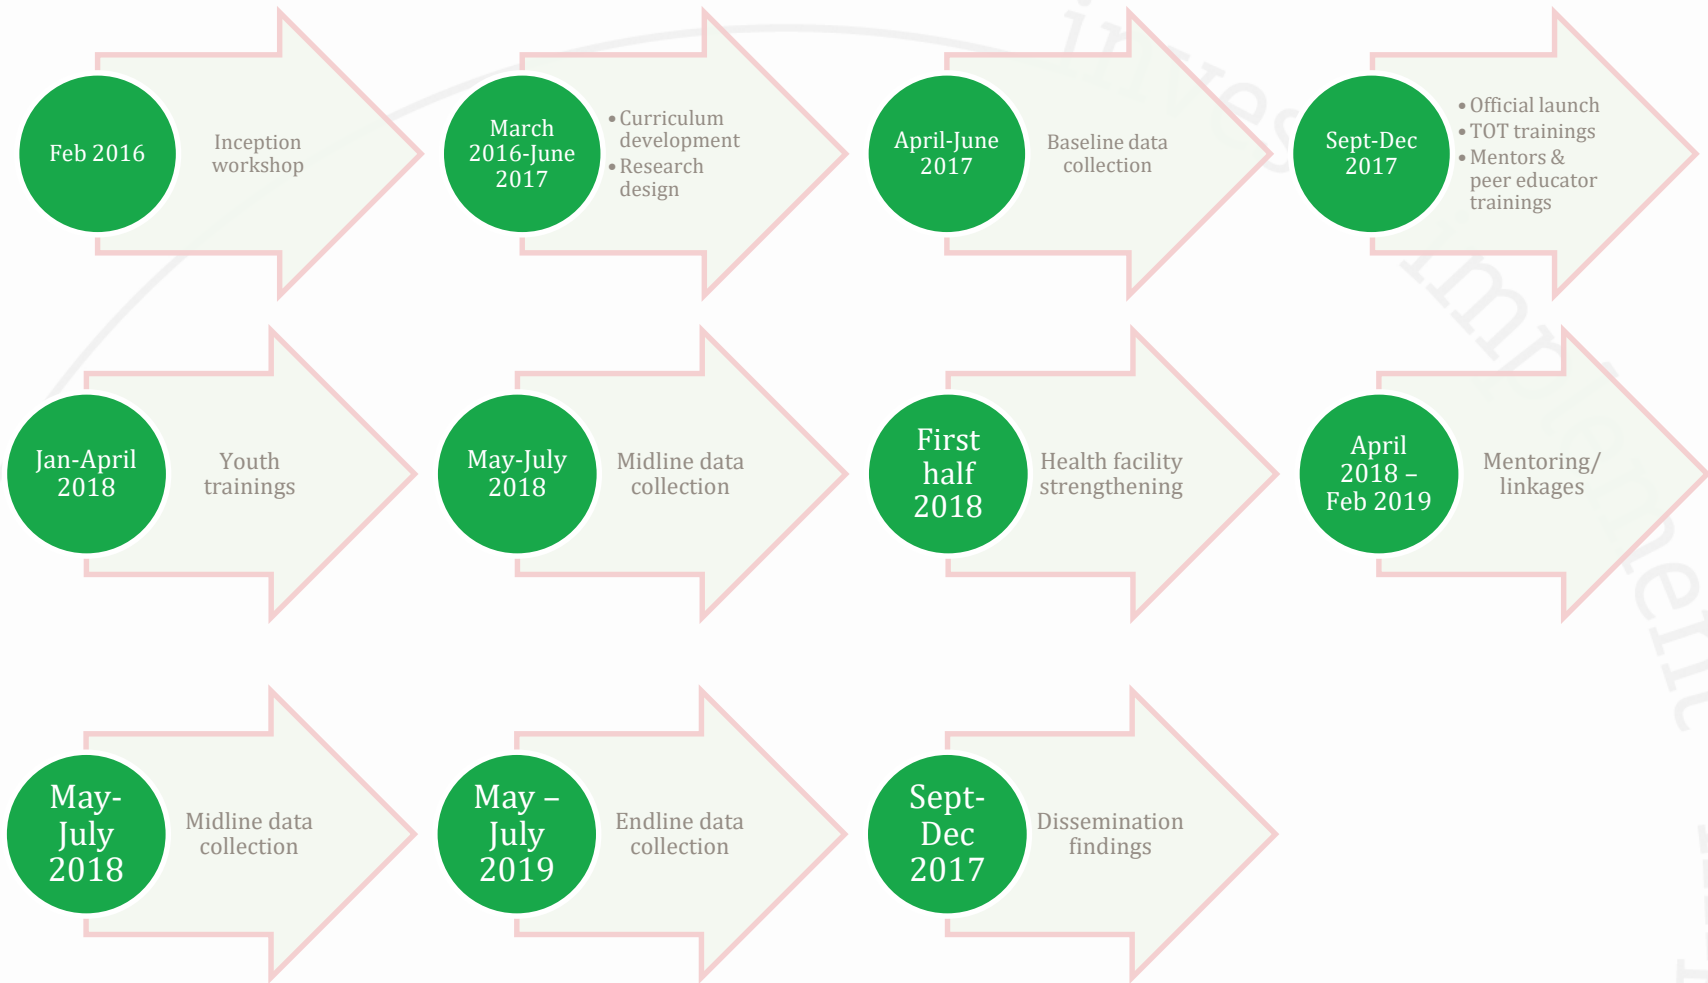 Feb 2016
Inception
workshop
March
2016-June
2017
• Curriculum
development
• Research
design
April-June
2017
Baseline data
collection
Sept-Dec
2017
• Official launch
• TOT trainings
• Mentors &
peer educator
trainings
Jan-April
2018
Youth
trainings
May-July
2018
Midline data
collection
First
half
2018
Health facility
strengthening
April
2018 –
Feb 2019
Mentoring/
linkages
May-
July
2018
Midline data
collection
May –
July
2019
Endline data
collection
Sept-
Dec
2017
Dissemination
findings